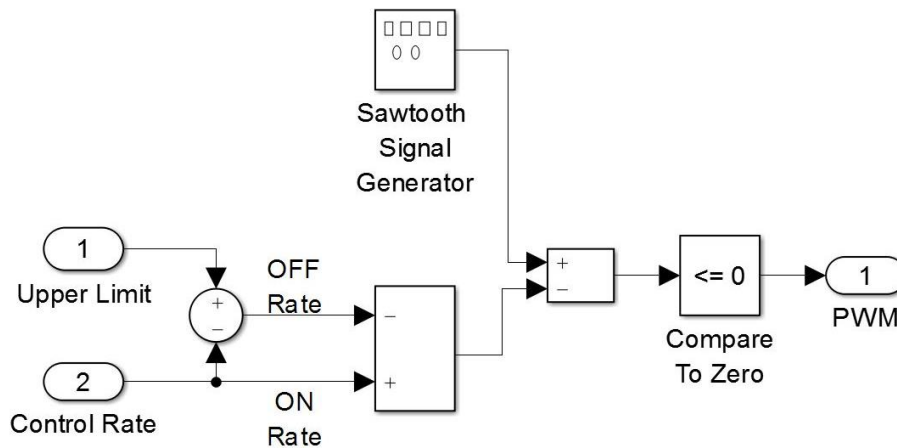 Sawtooth
Signal
Generator
1
Upper Limit
+
−
OFF
Rate
−
+
2
Control Rate
ON
Rate
+
−
<= 0
Compare
To Zero
1
PWM